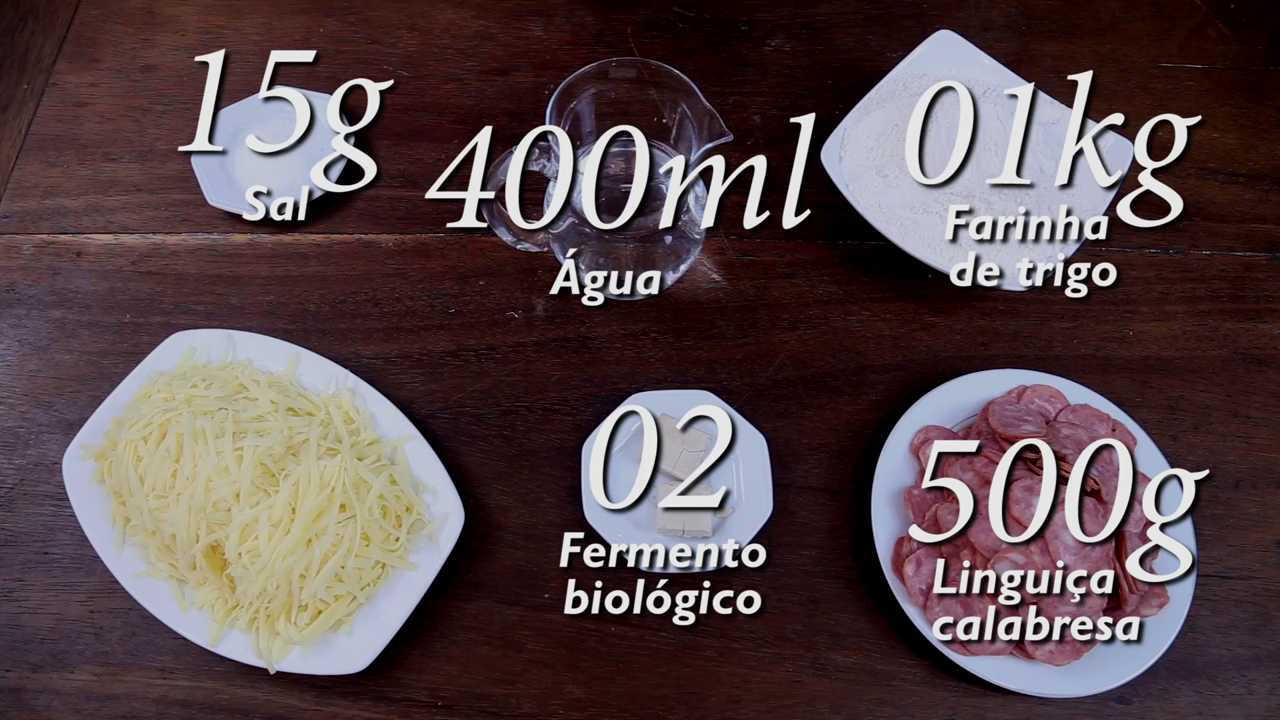 15g
Sal
400ml
Água
01kg
Farinha
de trigo
02
Fermento
biológico
500g
Linguiça
calabresa